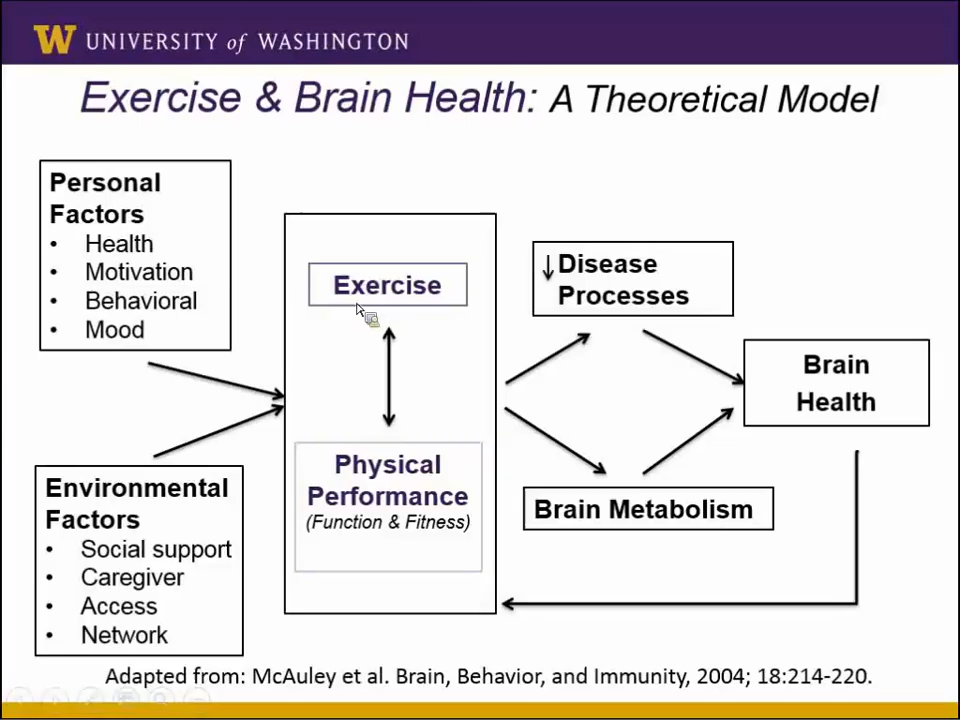 W UNIVERSITY of WASHINGTON
Exercise & Brain Health: A Theoretical Model
Personal
Factors
• Health
• Motivation
• Behavioral
• Mood
Environmental
Factors
• Social support
• Caregiver
• Access
• Network
Exercise
Physical
Performance
(Function & Fitness)
↓ Disease
Processes
Brain Metabolism
Brain
Health
Adapted from: McAuley et al. Brain, Behavior, and Immunity, 2004; 18:214-220.